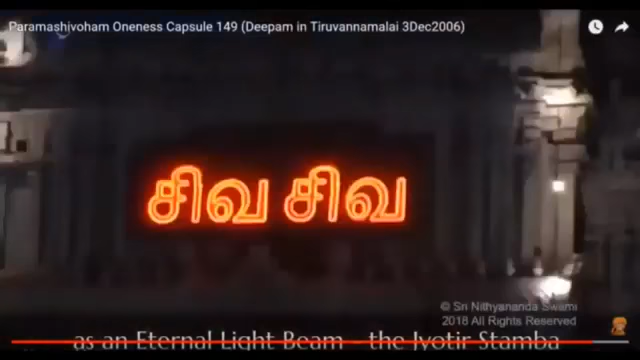 Paramashivoham Oneness Capsule 149 (Deepam in Tiruvannamalai 3Dec2006)
சிவ சிவ
© Sri Nithyananda Swami
2018 All Rights Reserved
as an Eternal Light Beam - the Jyotir Stamba